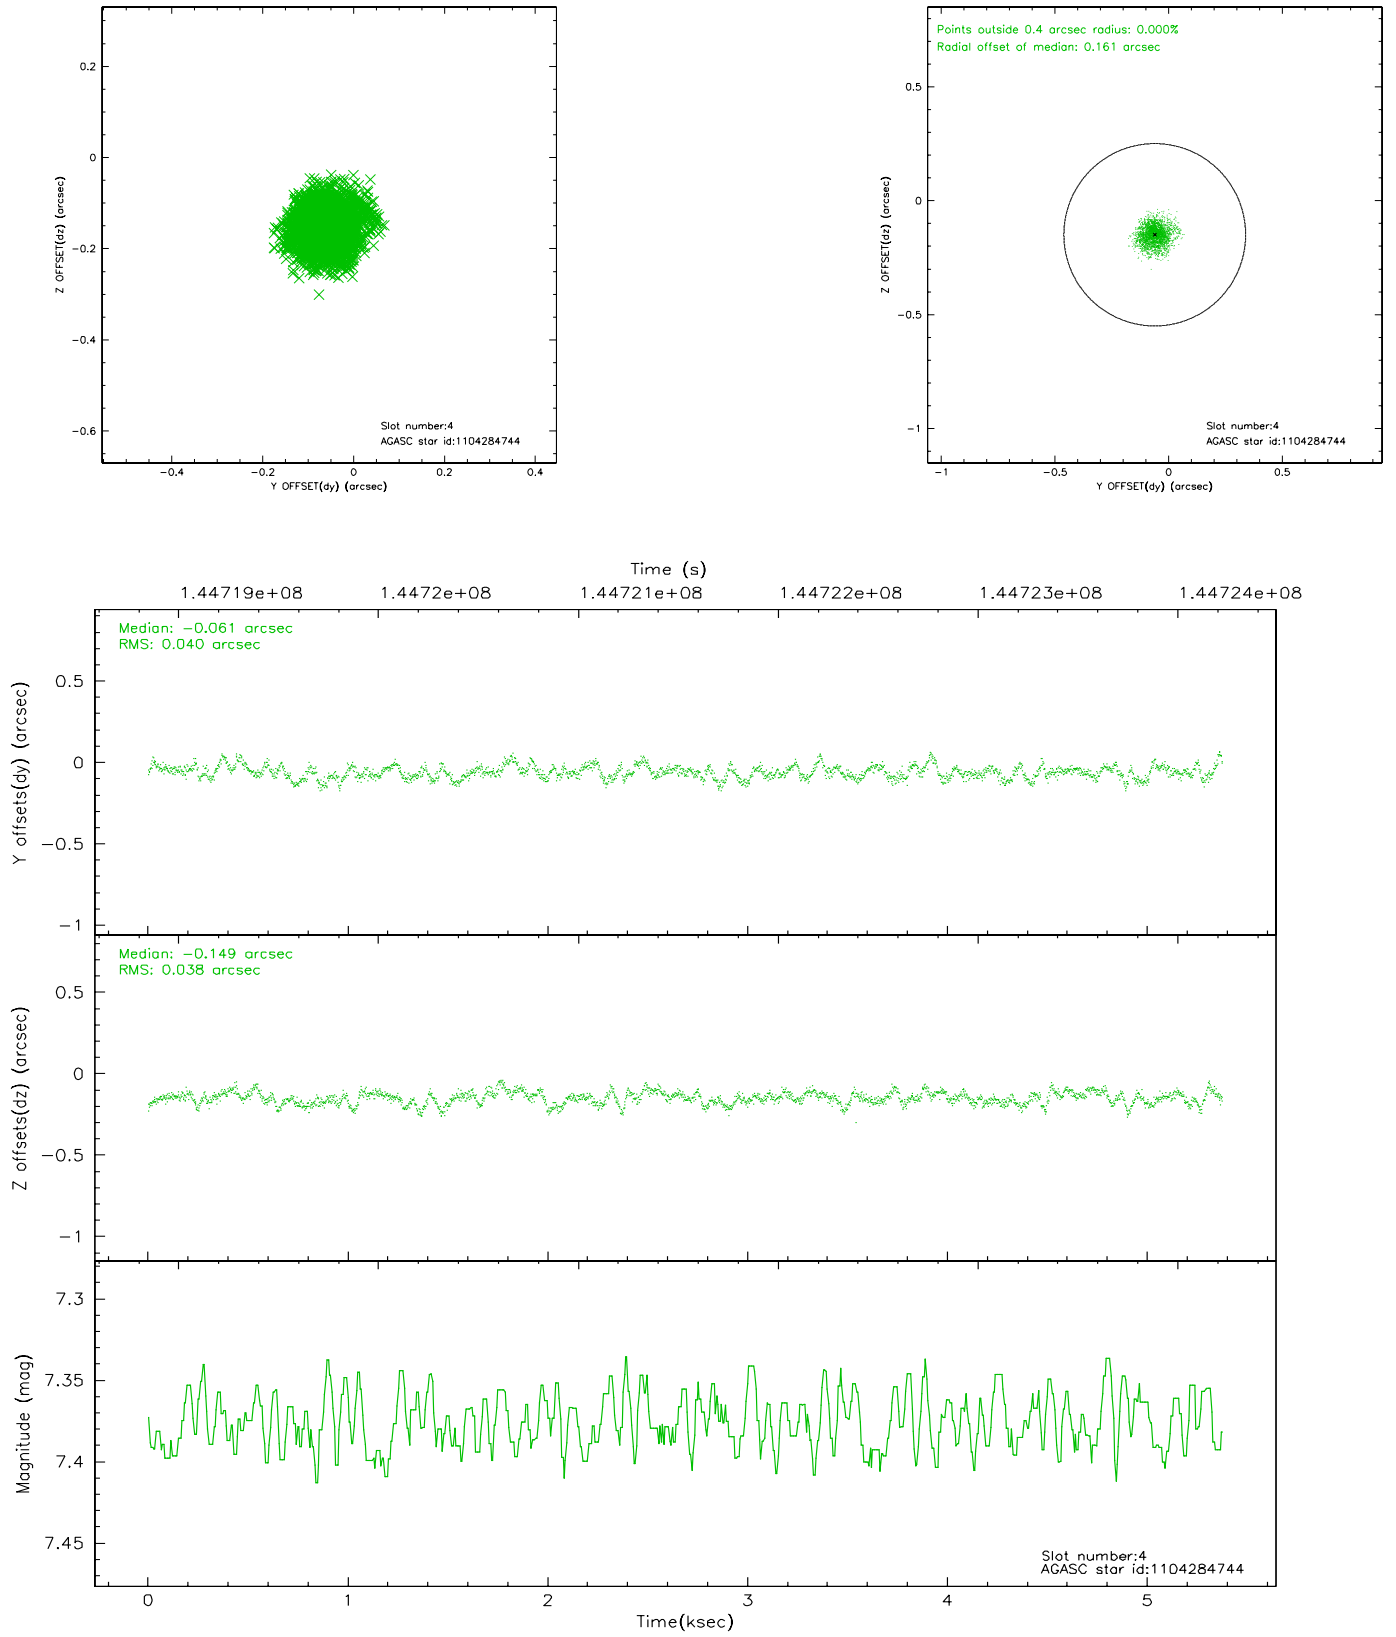 0.2
0
−0.2
−0.4
−0.6
Z OFFSET(dz) (arcsec)
Slot number:4
AGASC star id:1104284744
−0.4 −0.2 0 0.2 0.4
Y OFFSET(dy) (arcsec)
Points outside 0.4 arcsec radius: 0.000%
Radial offset of median: 0.161 arcsec
0.5
0
−0.5
−1
Z OFFSET(dz) (arcsec)
Slot number:4
AGASC star id:1104284744
−1 −0.5 0 0.5
Y OFFSET(dy) (arcsec)
Time (s)
1.44719e+08 1.4472e+08 1.44721e+08 1.44722e+08 1.44723e+08 1.44724e+08
Median: −0.061 arcsec
RMS: 0.040 arcsec
0.5
0
−0.5
−1
Y offsets(dy) (arcsec)
Median: −0.149 arcsec
RMS: 0.038 arcsec
0.5
0
−0.5
−1
Z offsets(dz) (arcsec)
7.3
7.35
7.4
7.45
Magnitude (mag)
Slot number:4
AGASC star id:1104284744
0 1 2 3 4 5
Time(ksec)